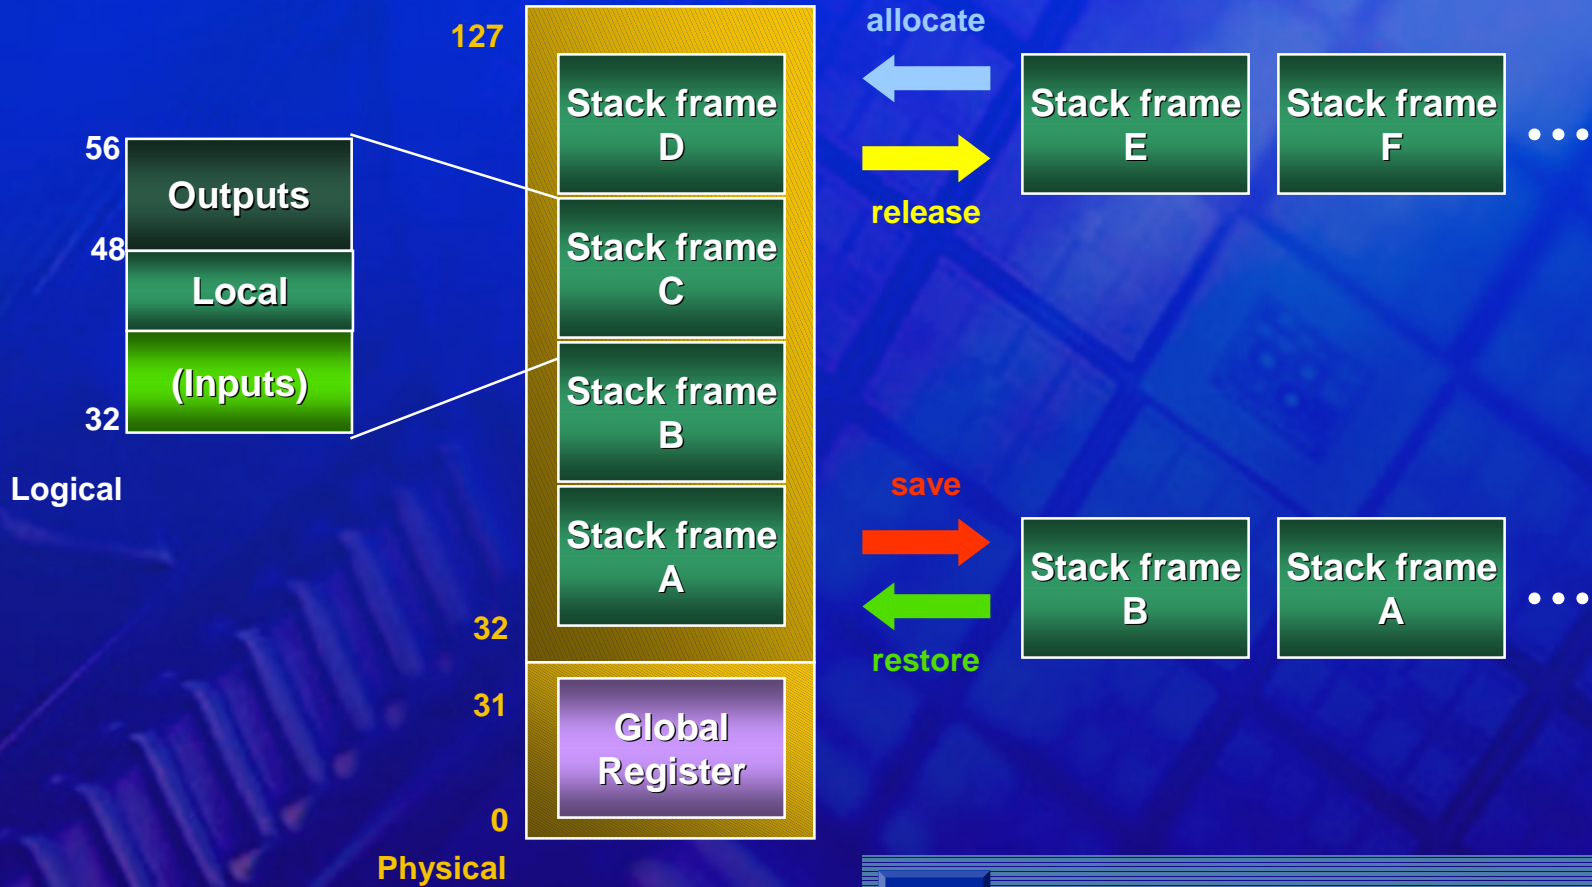 127
allocate
Stack frame
D
Stack frame
E
Stack frame
F
...
56
Outputs
release
Stack frame
C
48
Local
(Inputs)
Stack frame
B
32
Logical
save
Stack frame
A
Stack frame
B
Stack frame
A
...
32
restore
31
Global
Register
0
Physical